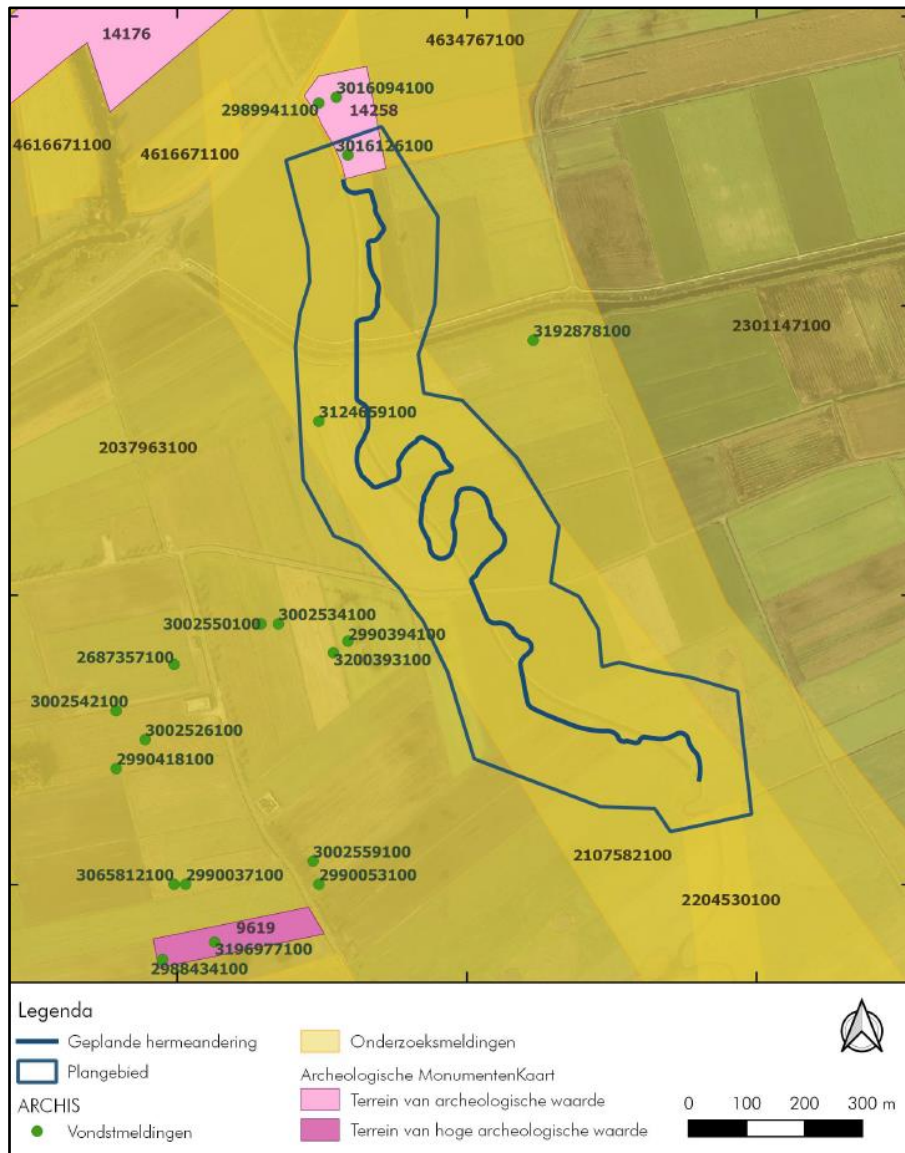 14176
4634767100
3016094100
2989941100
14258
4616671100
4616671100
3016126100
3192878100
2301147100
3124659100
2037963100
3002550100
3002534100
2990394100
2687357100
3200393100
3002542100
3002526100
2990418100
3002559100
2107582100
3065812100
2990037100
2990053100
2204530100
9619
3196977100
2988434100
Legenda
Geplande hermeandering
Plangebied
ARCHIS
Vondstmeldingen
Onderzoeksmeldingen
Archeologische MonumentenKaart
Terrein van archeologische waarde
Terrein van hoge archeologische waarde
0 100 200 300 m